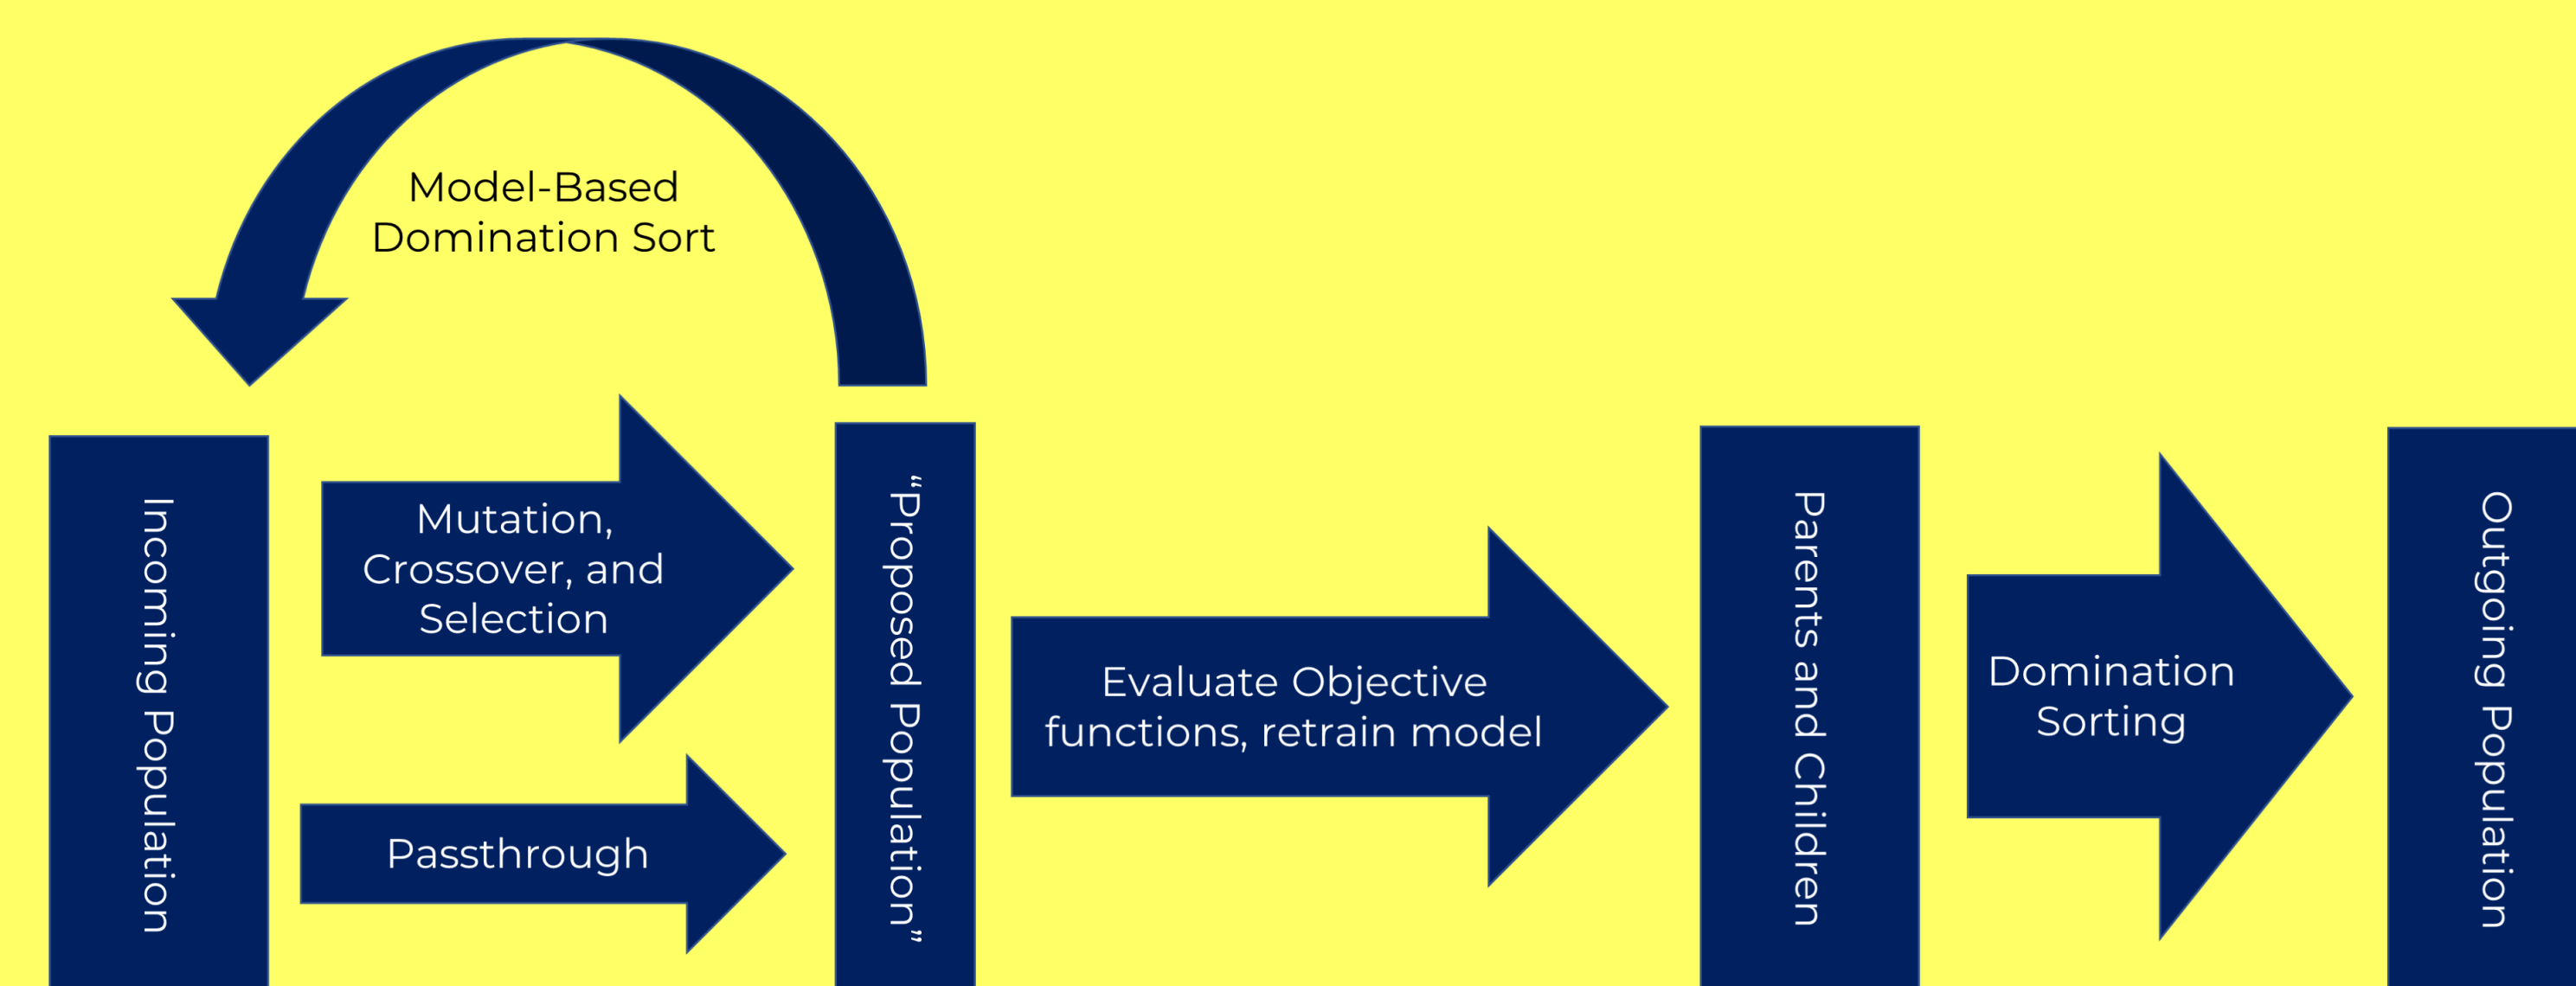 Model-Based
Domination Sort
Incoming Population
Mutation,
Crossover, and
Selection
Passthrough
“Proposed Population”
Evaluate Objective
functions, retrain model
Parents and Children
Domination
Sorting
Outgoing Population